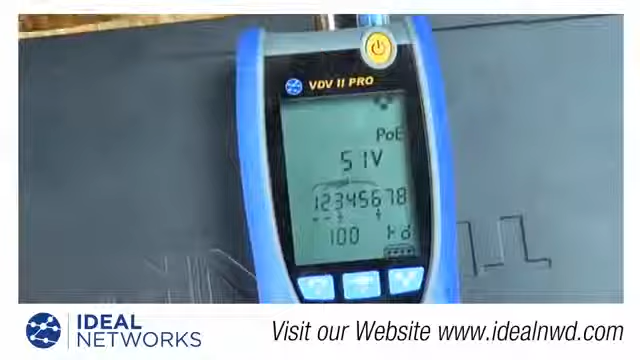 VDV II PRO
PoE
51V
12345678
100
IDEAL
NETWORKS
Visit our Website www.idealnwd.com